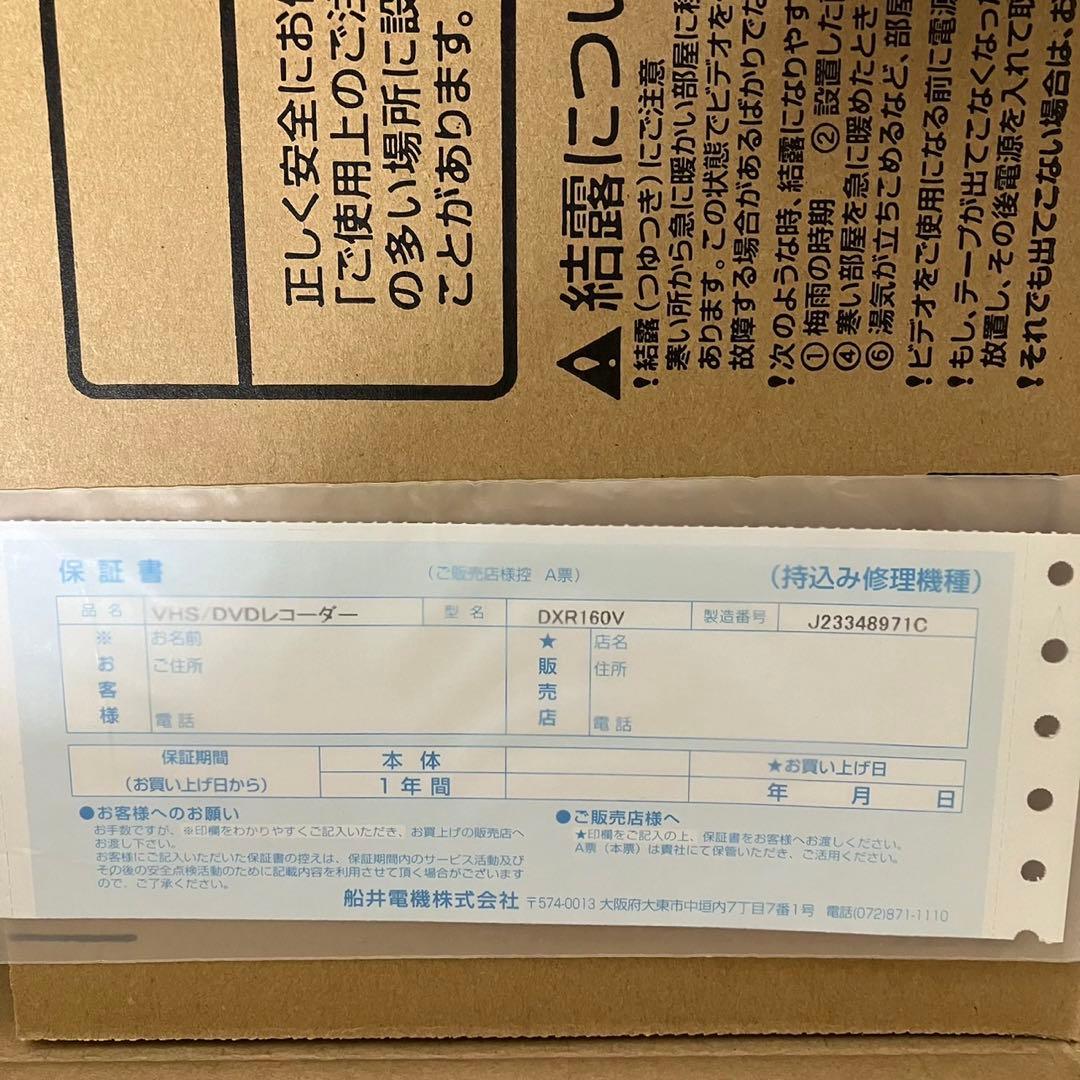 正しく安全にお
「ご使用上のご注
の多い場所に設
ことがあります。
結露につ
結露(つゆつき)にご注意
寒い所から急に暖かい部屋に移
あります。この状態でビデオを
故障する場合があるばかりでな
次のような時、結露になりやす
① 梅雨の時期 ② 設置した
④ 寒い部屋を急に暖めたとき
⑥ 湯気が立ちこめるなど、部屋
ビデオをご使用になる前に電源
もし、テープが出てこなくなった
放置し、その後電源を入れて取
それでも出てこない場合は、お
保証書 (ご販売店様控 A票) (持込み修理機種)
品名 VHS/DVDレコーダー 型名 DXR160V 製造番号 J23348971C
※お客様 お名前 ★販売店 店名
ご住所 住所
電話 電話
保証期間 本体 ★お買い上げ日
(お買い上げ日から) 1年間 年 月 日
●お客様へのお願い
お手数ですが、※印欄をわかりやすくご記入いただき、お買上げの販売店へ
お渡し下さい。
お客様にご記入いただいた保証書の控えは、保証期間内のサービス活動及び
その後の安全点検活動のために記載内容を利用させて頂く場合がございます
ので、ご了承ください。
●ご販売店様へ
★印欄をご記入の上、保証書をお客様へお渡しください。
A票(本票)は貴社にて保管いただき、ご活用ください。
船井電機株式会社 〒574-0013 大阪府大東市中垣内7丁目7番1号 電話(072)871-1110